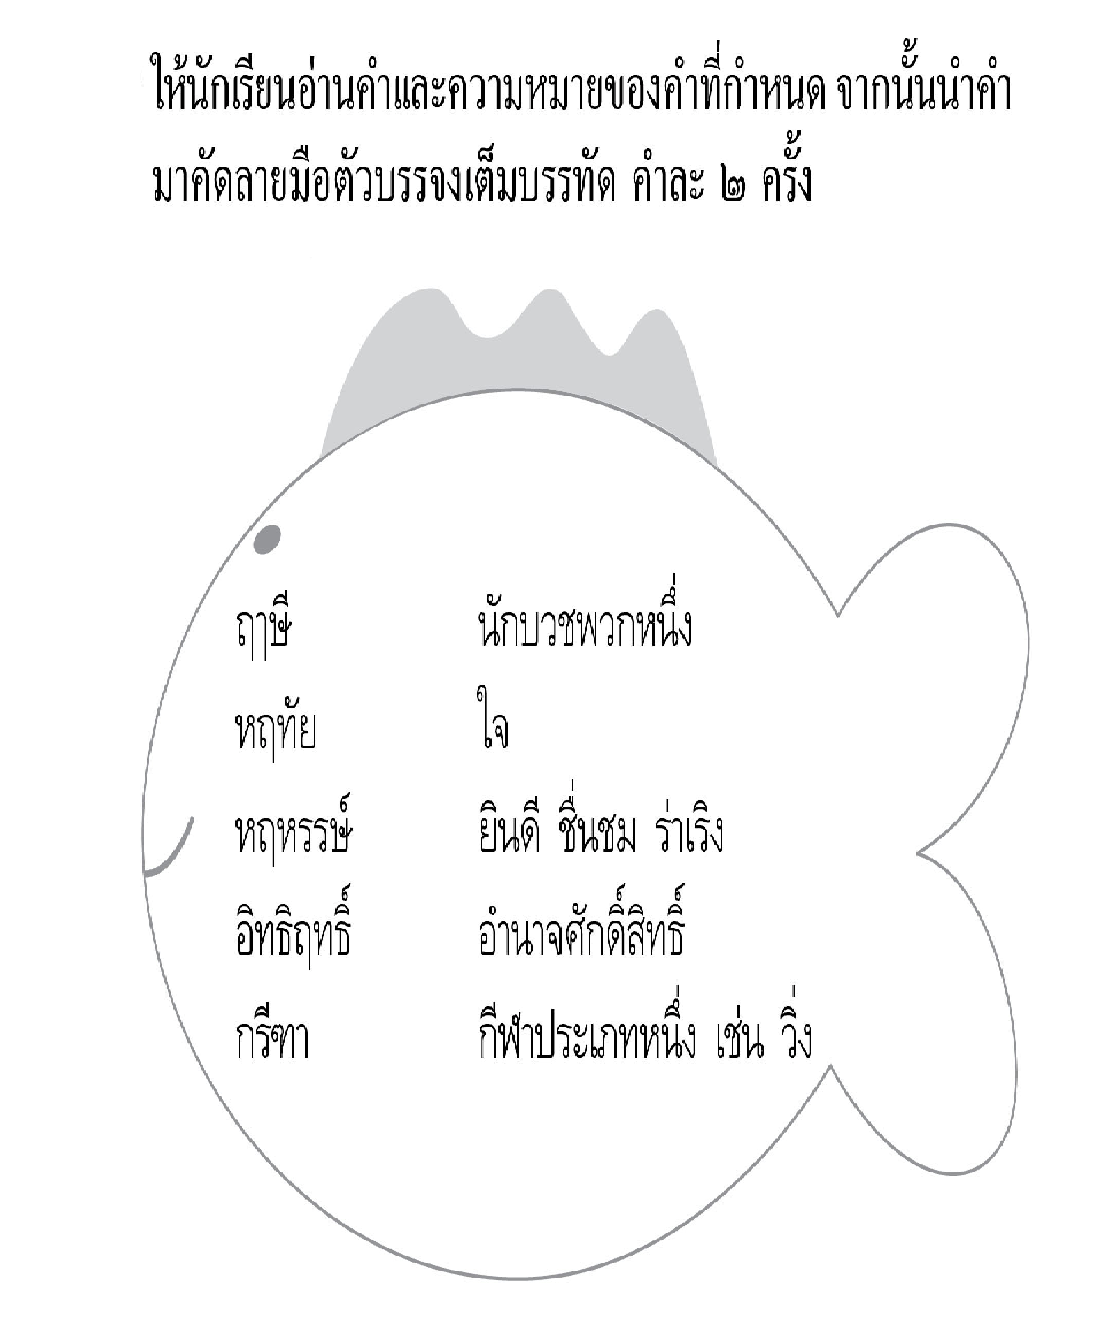 ให้นักเรียนอ่านคำและความหมายของคำที่กำหนด จากนั้นนำคำ
มาคัดลายมือตัวบรรจงเต็มบรรทัด คำละ ๒ ครั้ง
ฤๅษี นักบวชพวกหนึ่ง
หฤทัย ใจ
หฤหรรษ์ ยินดี ชื่นชม ร่าเริง
อิทธิฤทธิ์ อำนาจศักดิ์สิทธิ์
กรีฑา กีฬาประเภทหนึ่ง เช่น วิ่ง